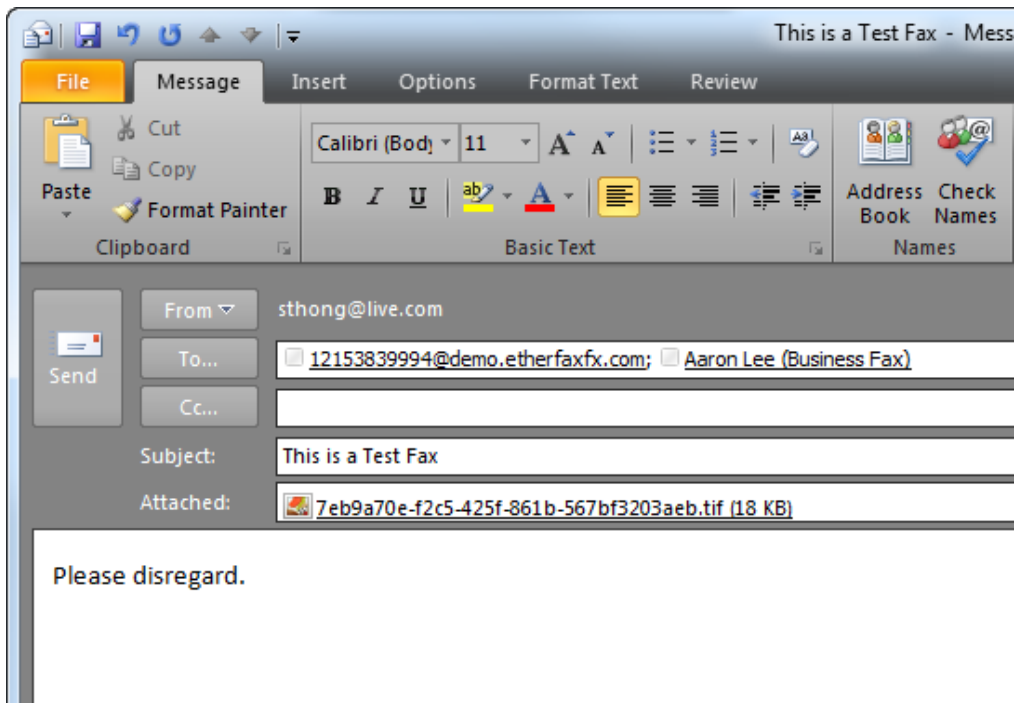 This is a Test Fax - Mess
File Message Insert Options Format Text Review
Cut
Copy
Paste
Format Painter
Clipboard
Calibri (Body 11
B I U
Basic Text
Address Book
Check Names
Names
Send
From sthong@live.com
To... 12153839994@demo.etherfaxfx.com; Aaron Lee (Business Fax)
Cc...
Subject: This is a Test Fax
Attached: 7eb9a70e-f2c5-425f-861b-567bf3203aeb.tif (18 KB)
Please disregard.